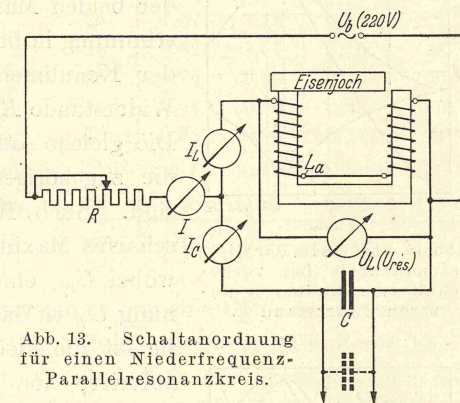 U_b (220V)
Eisenjoch
I_L
L_a
R
I
I_C
U_L (U_res)
C
Abb. 13. Schaltanordnung
für einen Niederfrequenz-
Parallelresonanzkreis.